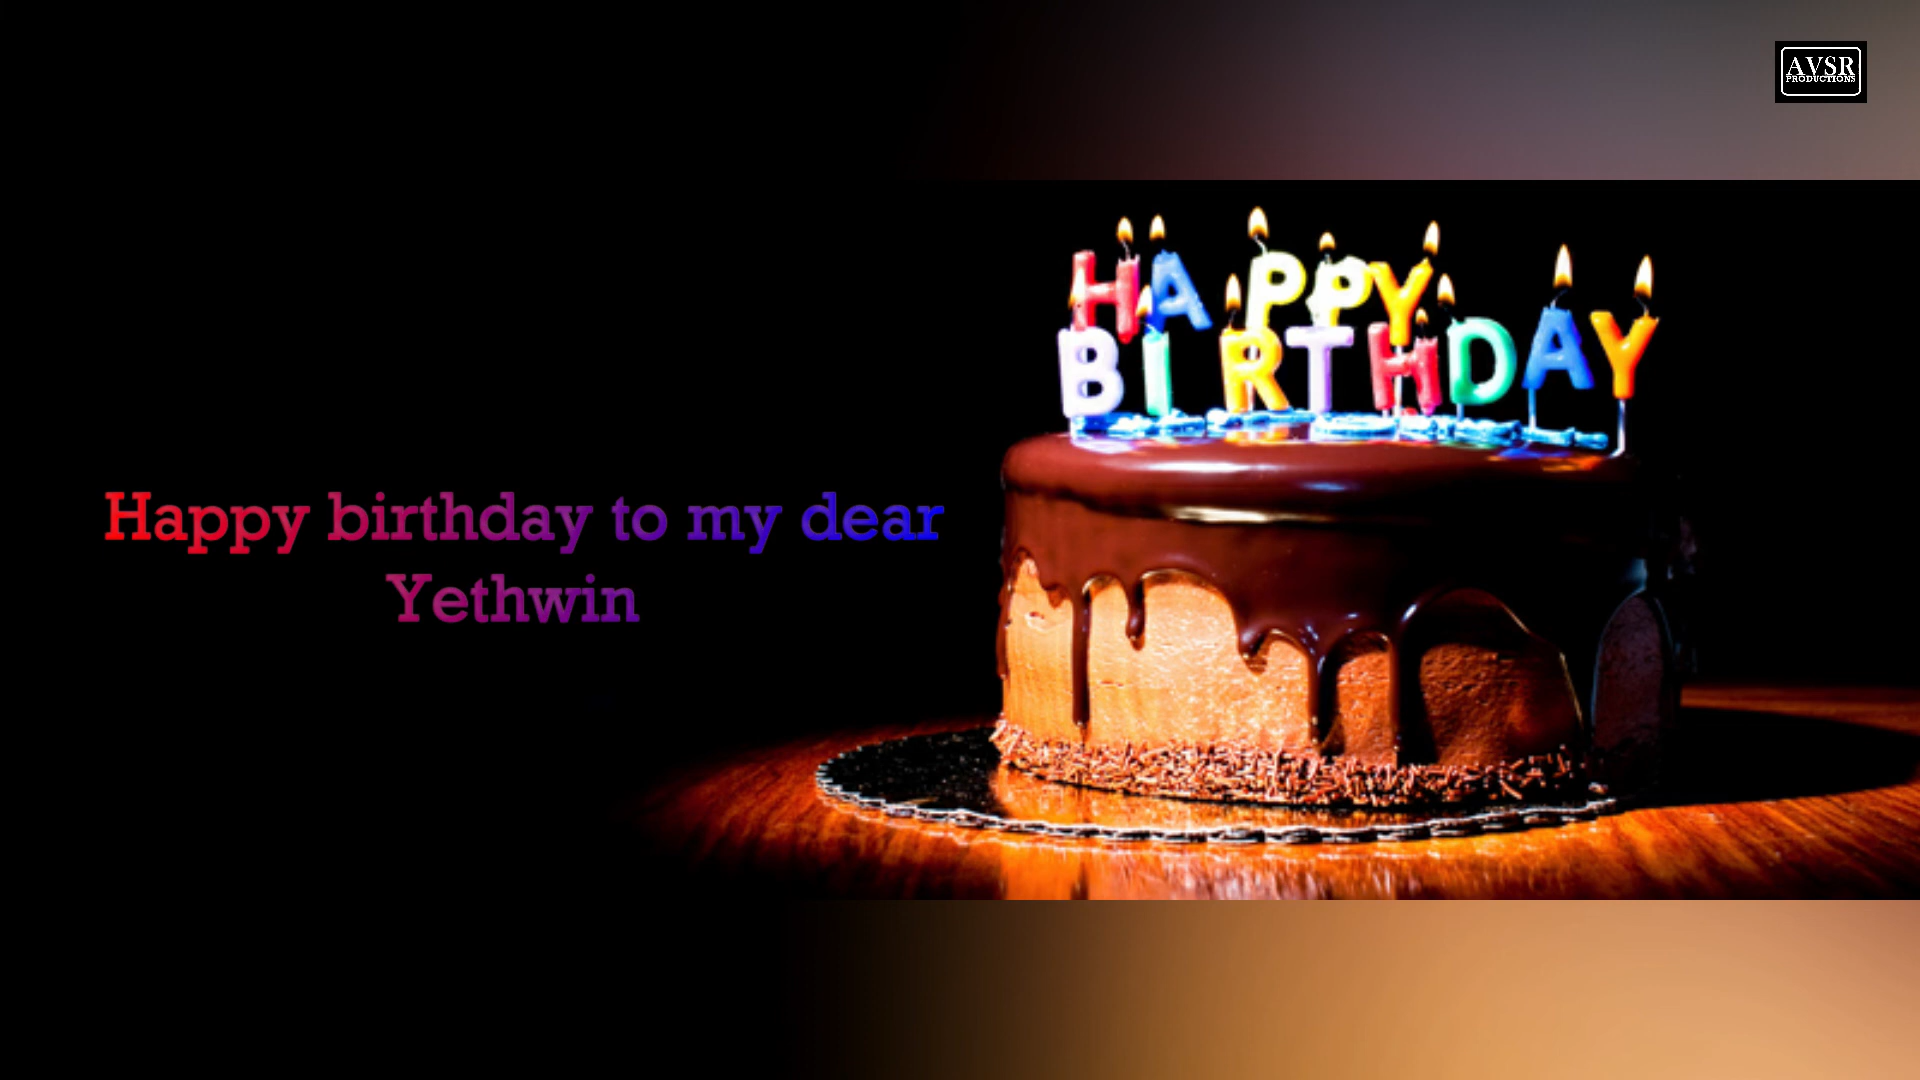 AVSR
PRODUCTIONS
HAPPY
BIRTHDAY
Happy birthday to my dear
Yethwin